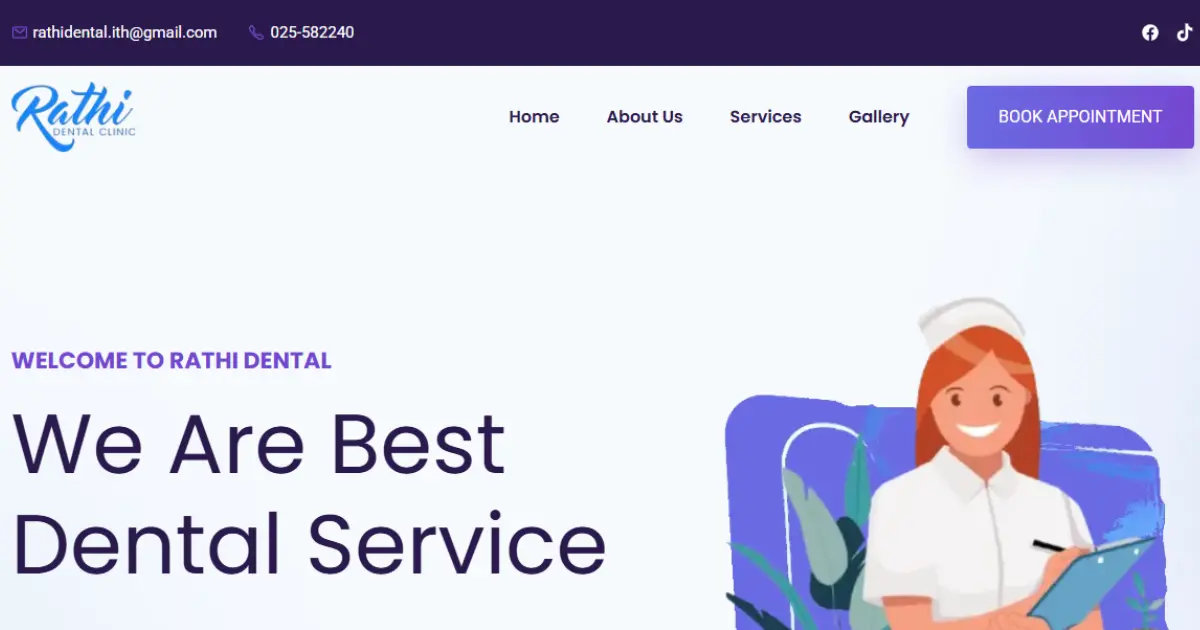 rathidental.ith@gmail.com 025-582240
Rathi
DENTAL CLINIC
Home About Us Services Gallery BOOK APPOINTMENT
WELCOME TO RATHI DENTAL
We Are Best
Dental Service